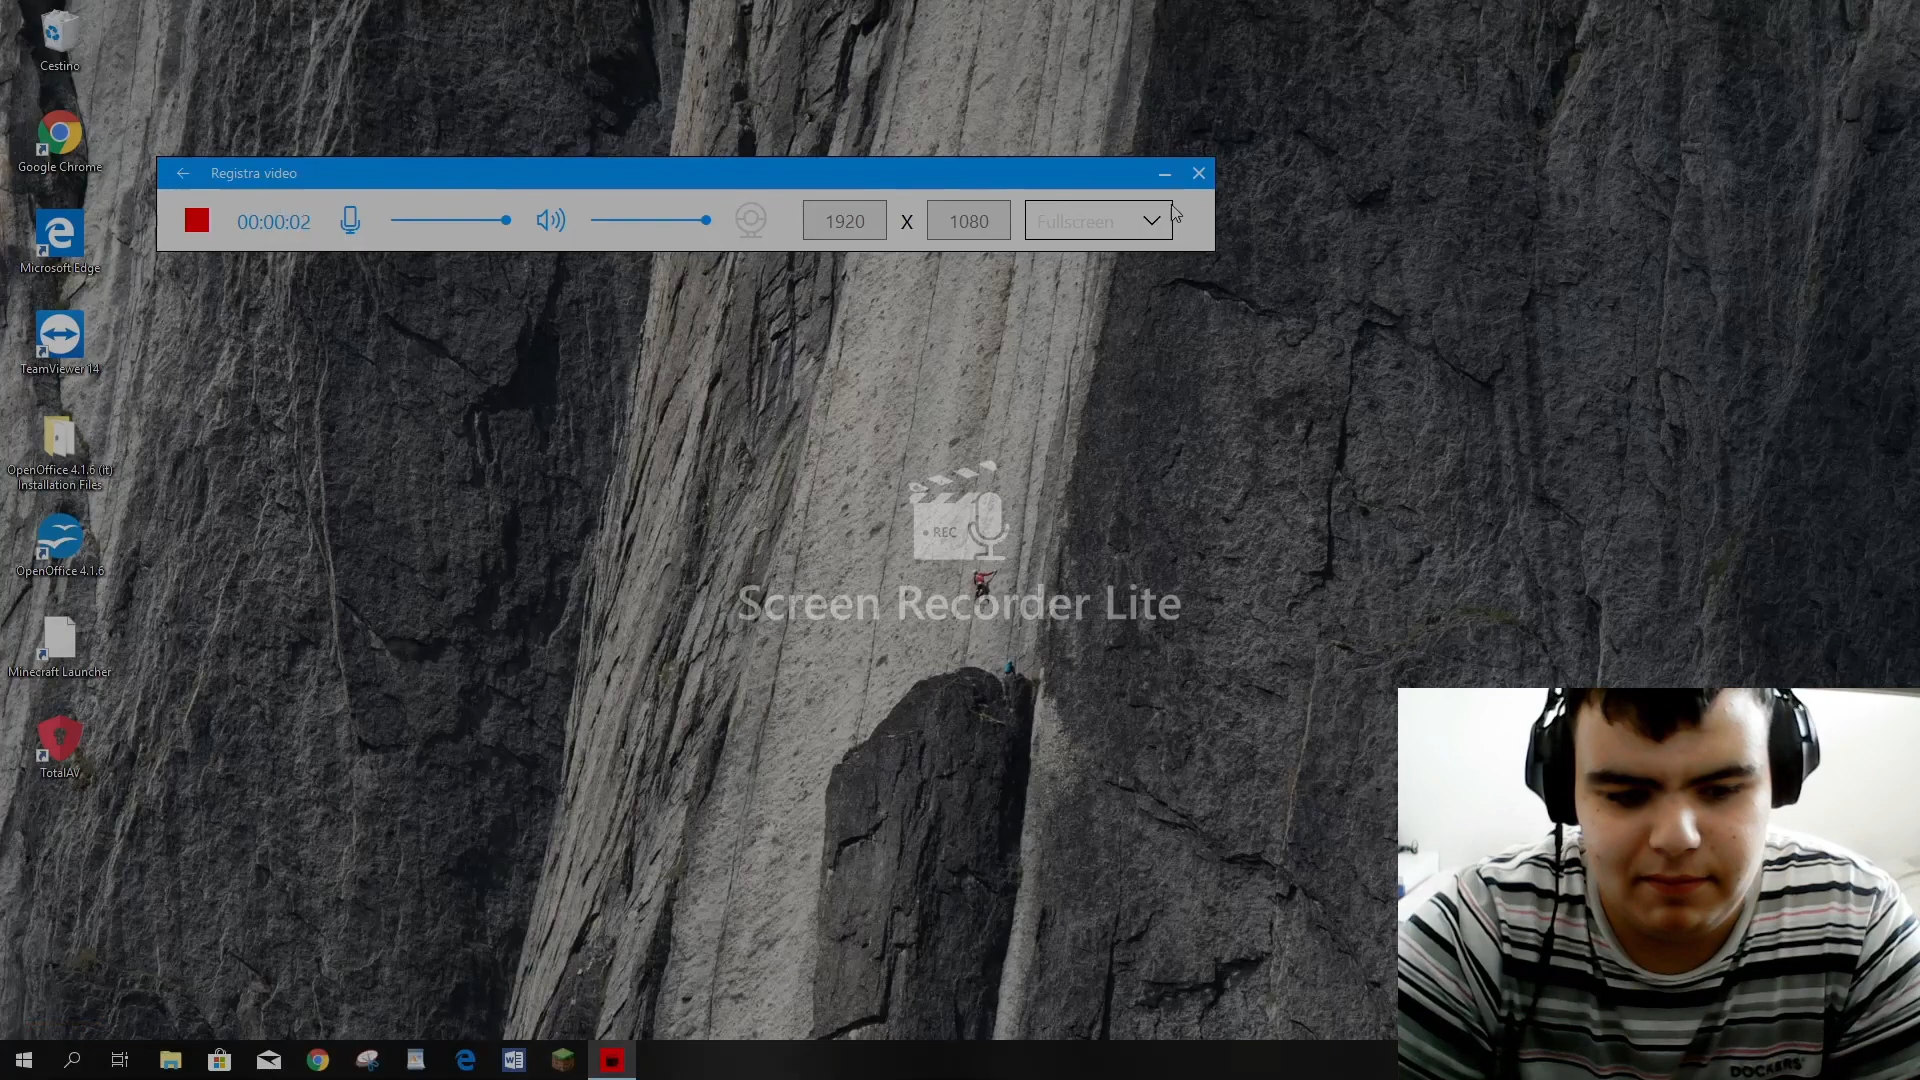 Cestino
Google Chrome
Registra video
00:00:02
1920 X 1080 Fullscreen
Microsoft Edge
TeamViewer 14
OpenOffice 4.1.6 (it)
Installation Files
OpenOffice 4.1.6
• REC
Screen Recorder Lite
Minecraft Launcher
TotalAV
DOCKERS®